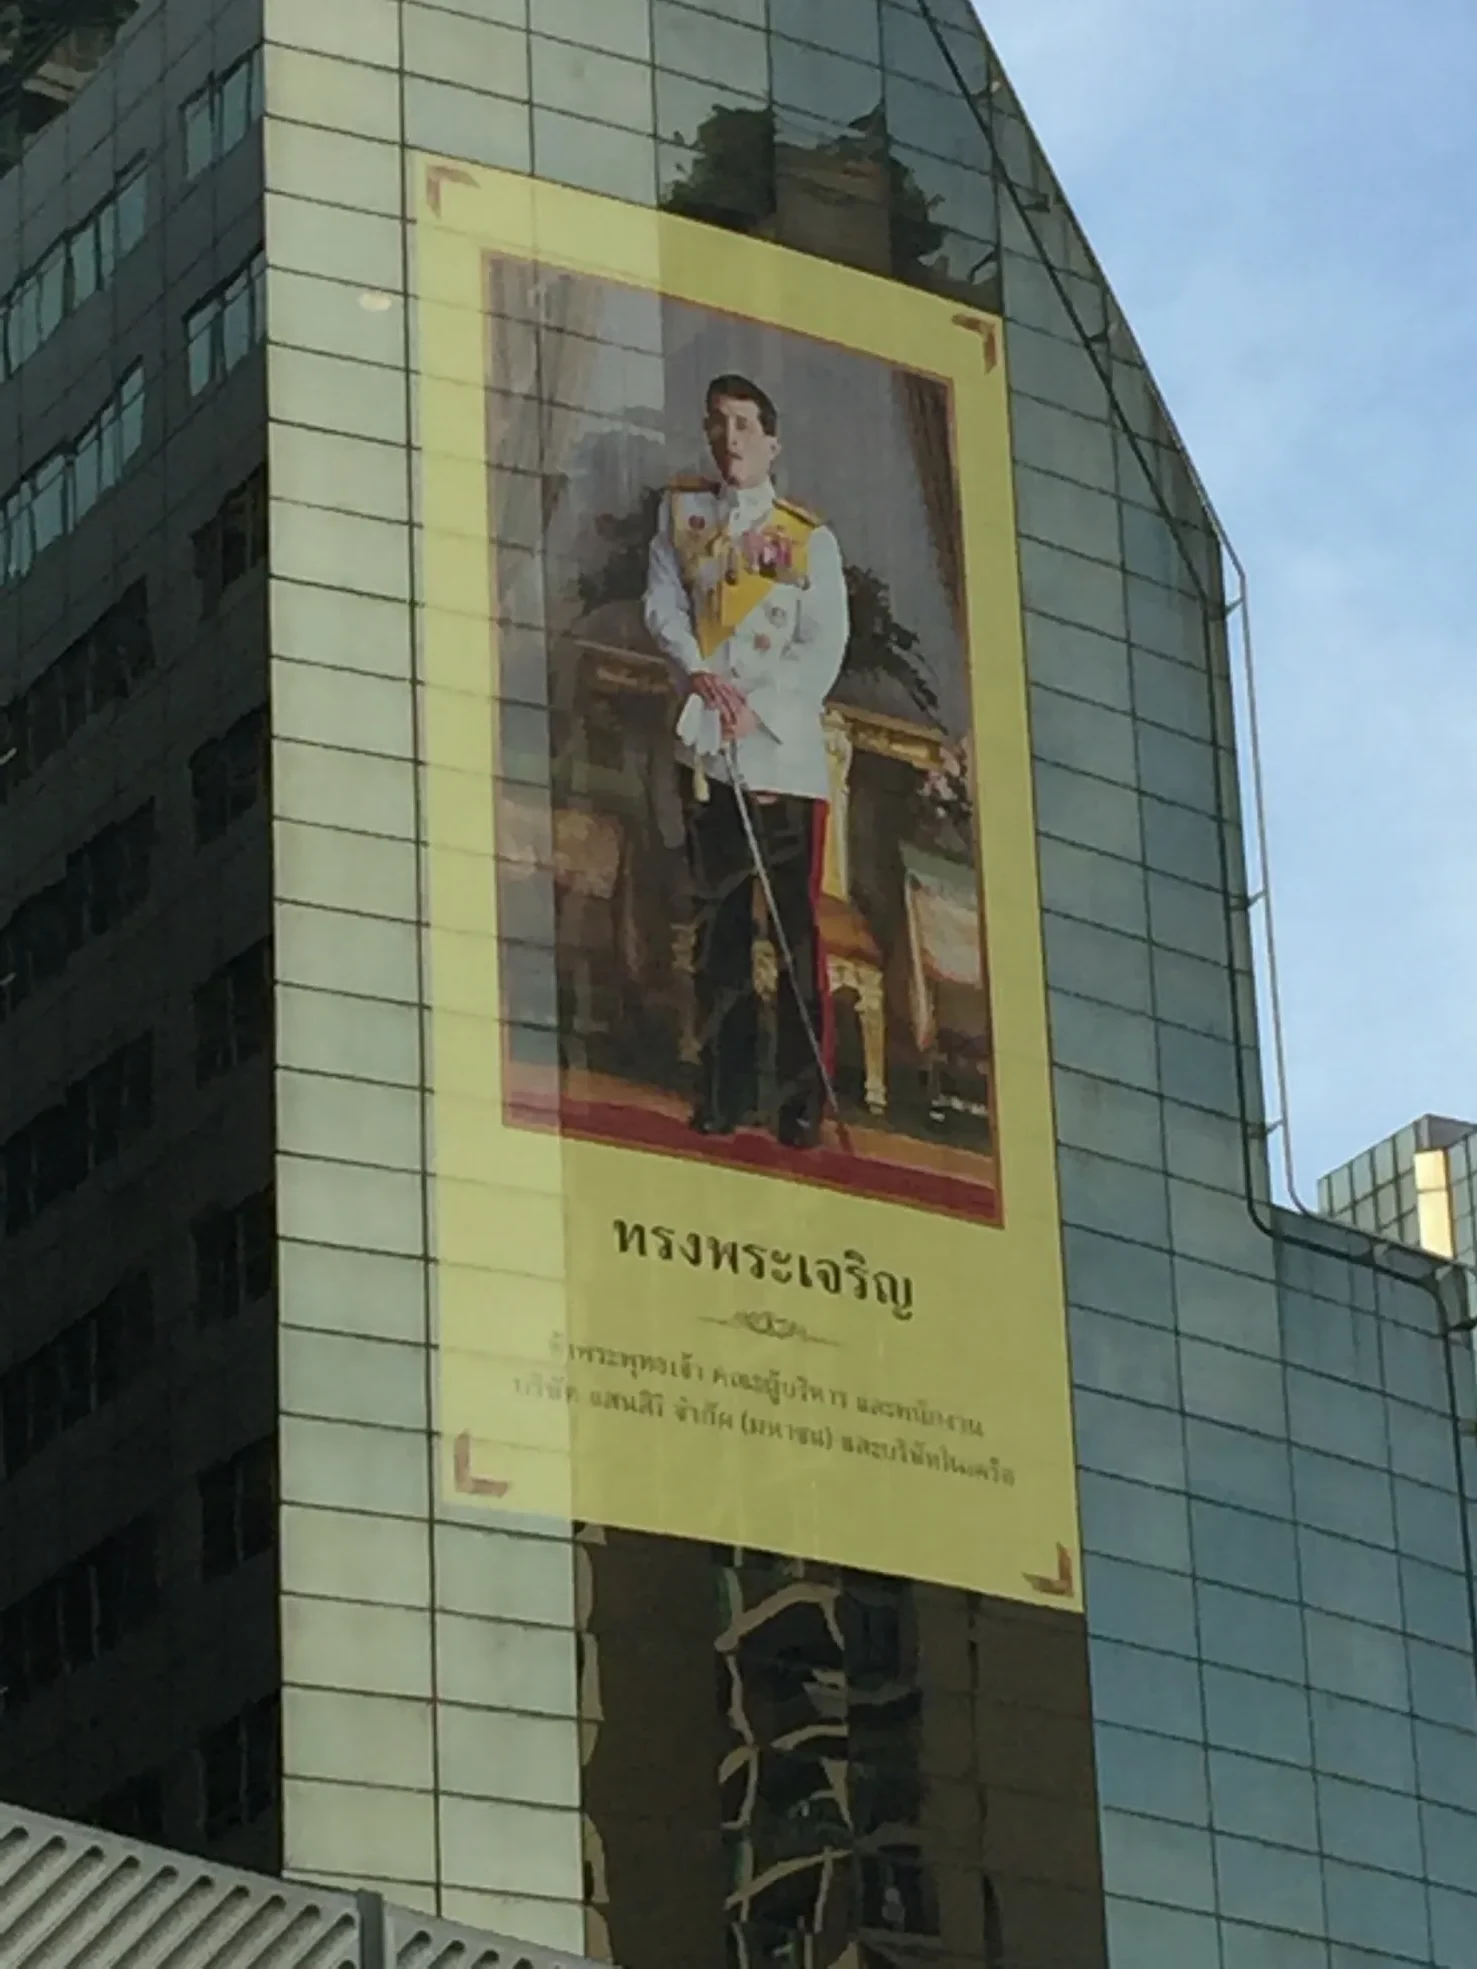 ทรงพระเจริญ
ข้าพระพุทธเจ้า คณะผู้บริหาร และพนักงาน
บริษัท แสนสิริ จำกัด (มหาชน) และบริษัทในเครือ